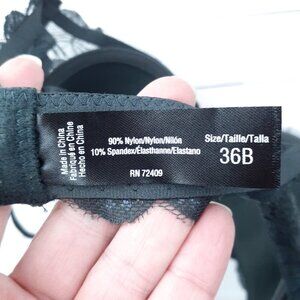 Made in China
Fabriqué en Chine
Hecho en China
90% Nylon/Nylon/Nilón
10% Spandex/Élasthanne/Elastano
RN 72409
Size/Taille/Talla
36B